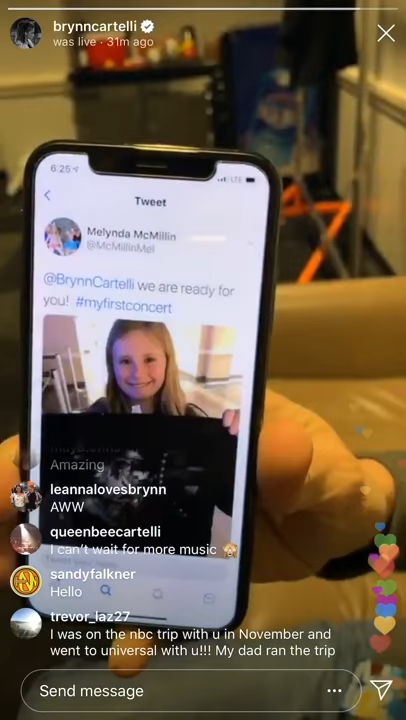 brynncartelli
was live · 31m ago
6:25
LTE
Tweet
Melynda McMillin
@McMillinMel
@BrynnCartelli we are ready for
you! #myfirstconcert
Amazing
leannalovesbrynn
AWW
queenbeecartelli
I can't wait for more music 🙈
sandyfalkner
Hello
trevor_laz27
I was on the nbc trip with u in November and
went to universal with u!!! My dad ran the trip
Send message